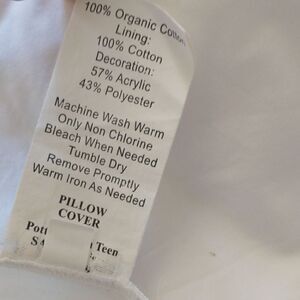 100% Organic Cotton
Lining:
100% Cotton
Decoration:
57% Acrylic
43% Polyester
Machine Wash Warm
Only Non Chlorine
Bleach When Needed
Tumble Dry
Remove Promptly
Warm Iron As Needed
PILLOW
COVER
Teen